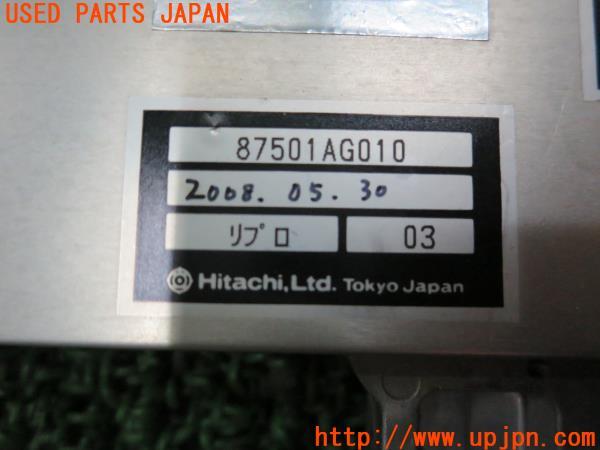 USED PARTS JAPAN
87501AG010
2008.05.30
リプロ 03
Hitachi, Ltd. Tokyo Japan
http://www.upjpn.com/